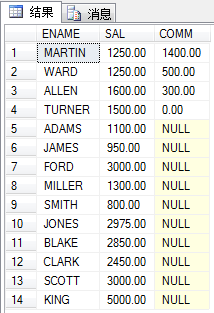 结果 消息
ENAME SAL COMM
1 MARTIN 1250.00 1400.00
2 WARD 1250.00 500.00
3 ALLEN 1600.00 300.00
4 TURNER 1500.00 0.00
5 ADAMS 1100.00 NULL
6 JAMES 950.00 NULL
7 FORD 3000.00 NULL
8 MILLER 1300.00 NULL
9 SMITH 800.00 NULL
10 JONES 2975.00 NULL
11 BLAKE 2850.00 NULL
12 CLARK 2450.00 NULL
13 SCOTT 3000.00 NULL
14 KING 5000.00 NULL